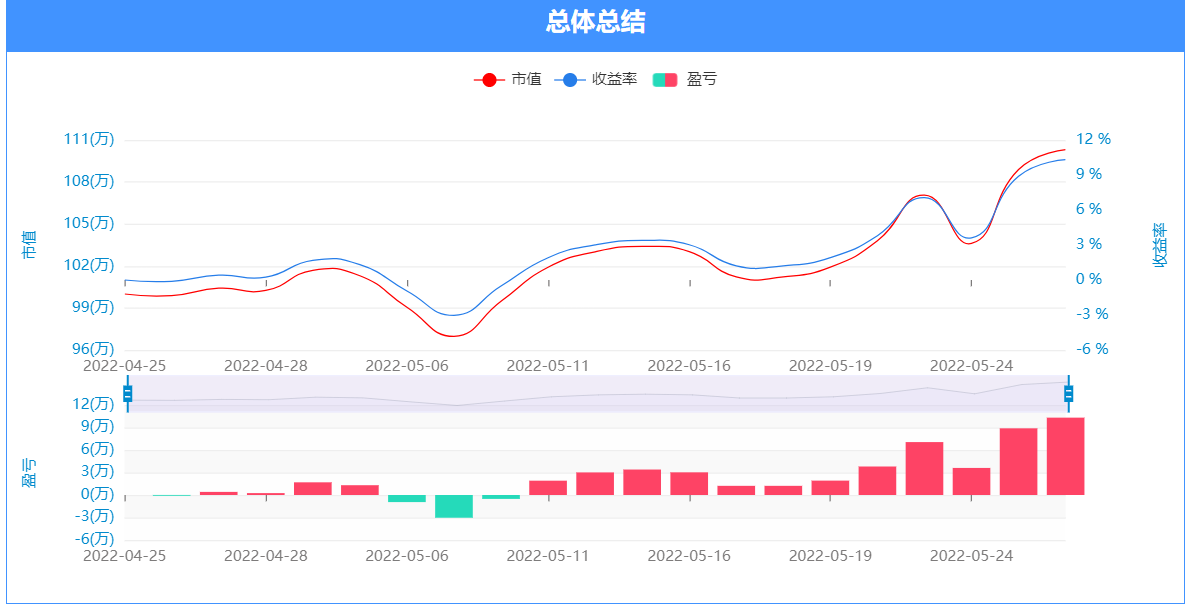 总体总结
市值 收益率 盈亏
111(万) 12 %
108(万) 9 %
105(万) 6 %
市值 收益率
102(万) 3 %
99(万) 0 %
96(万) -3 %
-6 %
2022-04-25 2022-04-28 2022-05-06 2022-05-11 2022-05-16 2022-05-19 2022-05-24
12(万)
9(万)
6(万)
盈亏
3(万)
0(万)
-3(万)
-6(万)
2022-04-25 2022-04-28 2022-05-06 2022-05-11 2022-05-16 2022-05-19 2022-05-24